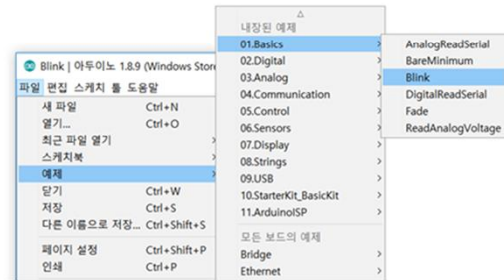 Blink | 아두이노 1.8.9 (Windows Store
파일 편집 스케치 툴 도움말
새 파일 Ctrl+N
열기... Ctrl+O
최근 파일 열기
스케치북
예제
닫기 Ctrl+W
저장 Ctrl+S
다른 이름으로 저장... Ctrl+Shift+S
페이지 설정 Ctrl+Shift+P
인쇄 Ctrl+P
내장된 예제
01.Basics
02.Digital
03.Analog
04.Communication
05.Control
06.Sensors
07.Display
08.Strings
09.USB
10.StarterKit_BasicKit
11.ArduinoISP
모든 보드의 예제
Bridge
Ethernet
AnalogReadSerial
BareMinimum
Blink
DigitalReadSerial
Fade
ReadAnalogVoltage